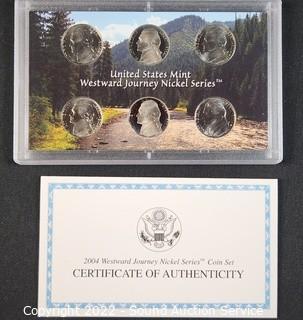 United States Mint
Westward Journey Nickel Series™
2004 Westward Journey Nickel Series™ Coin Set
CERTIFICATE OF AUTHENTICITY
Copyright 2022 - Sound Auction Service